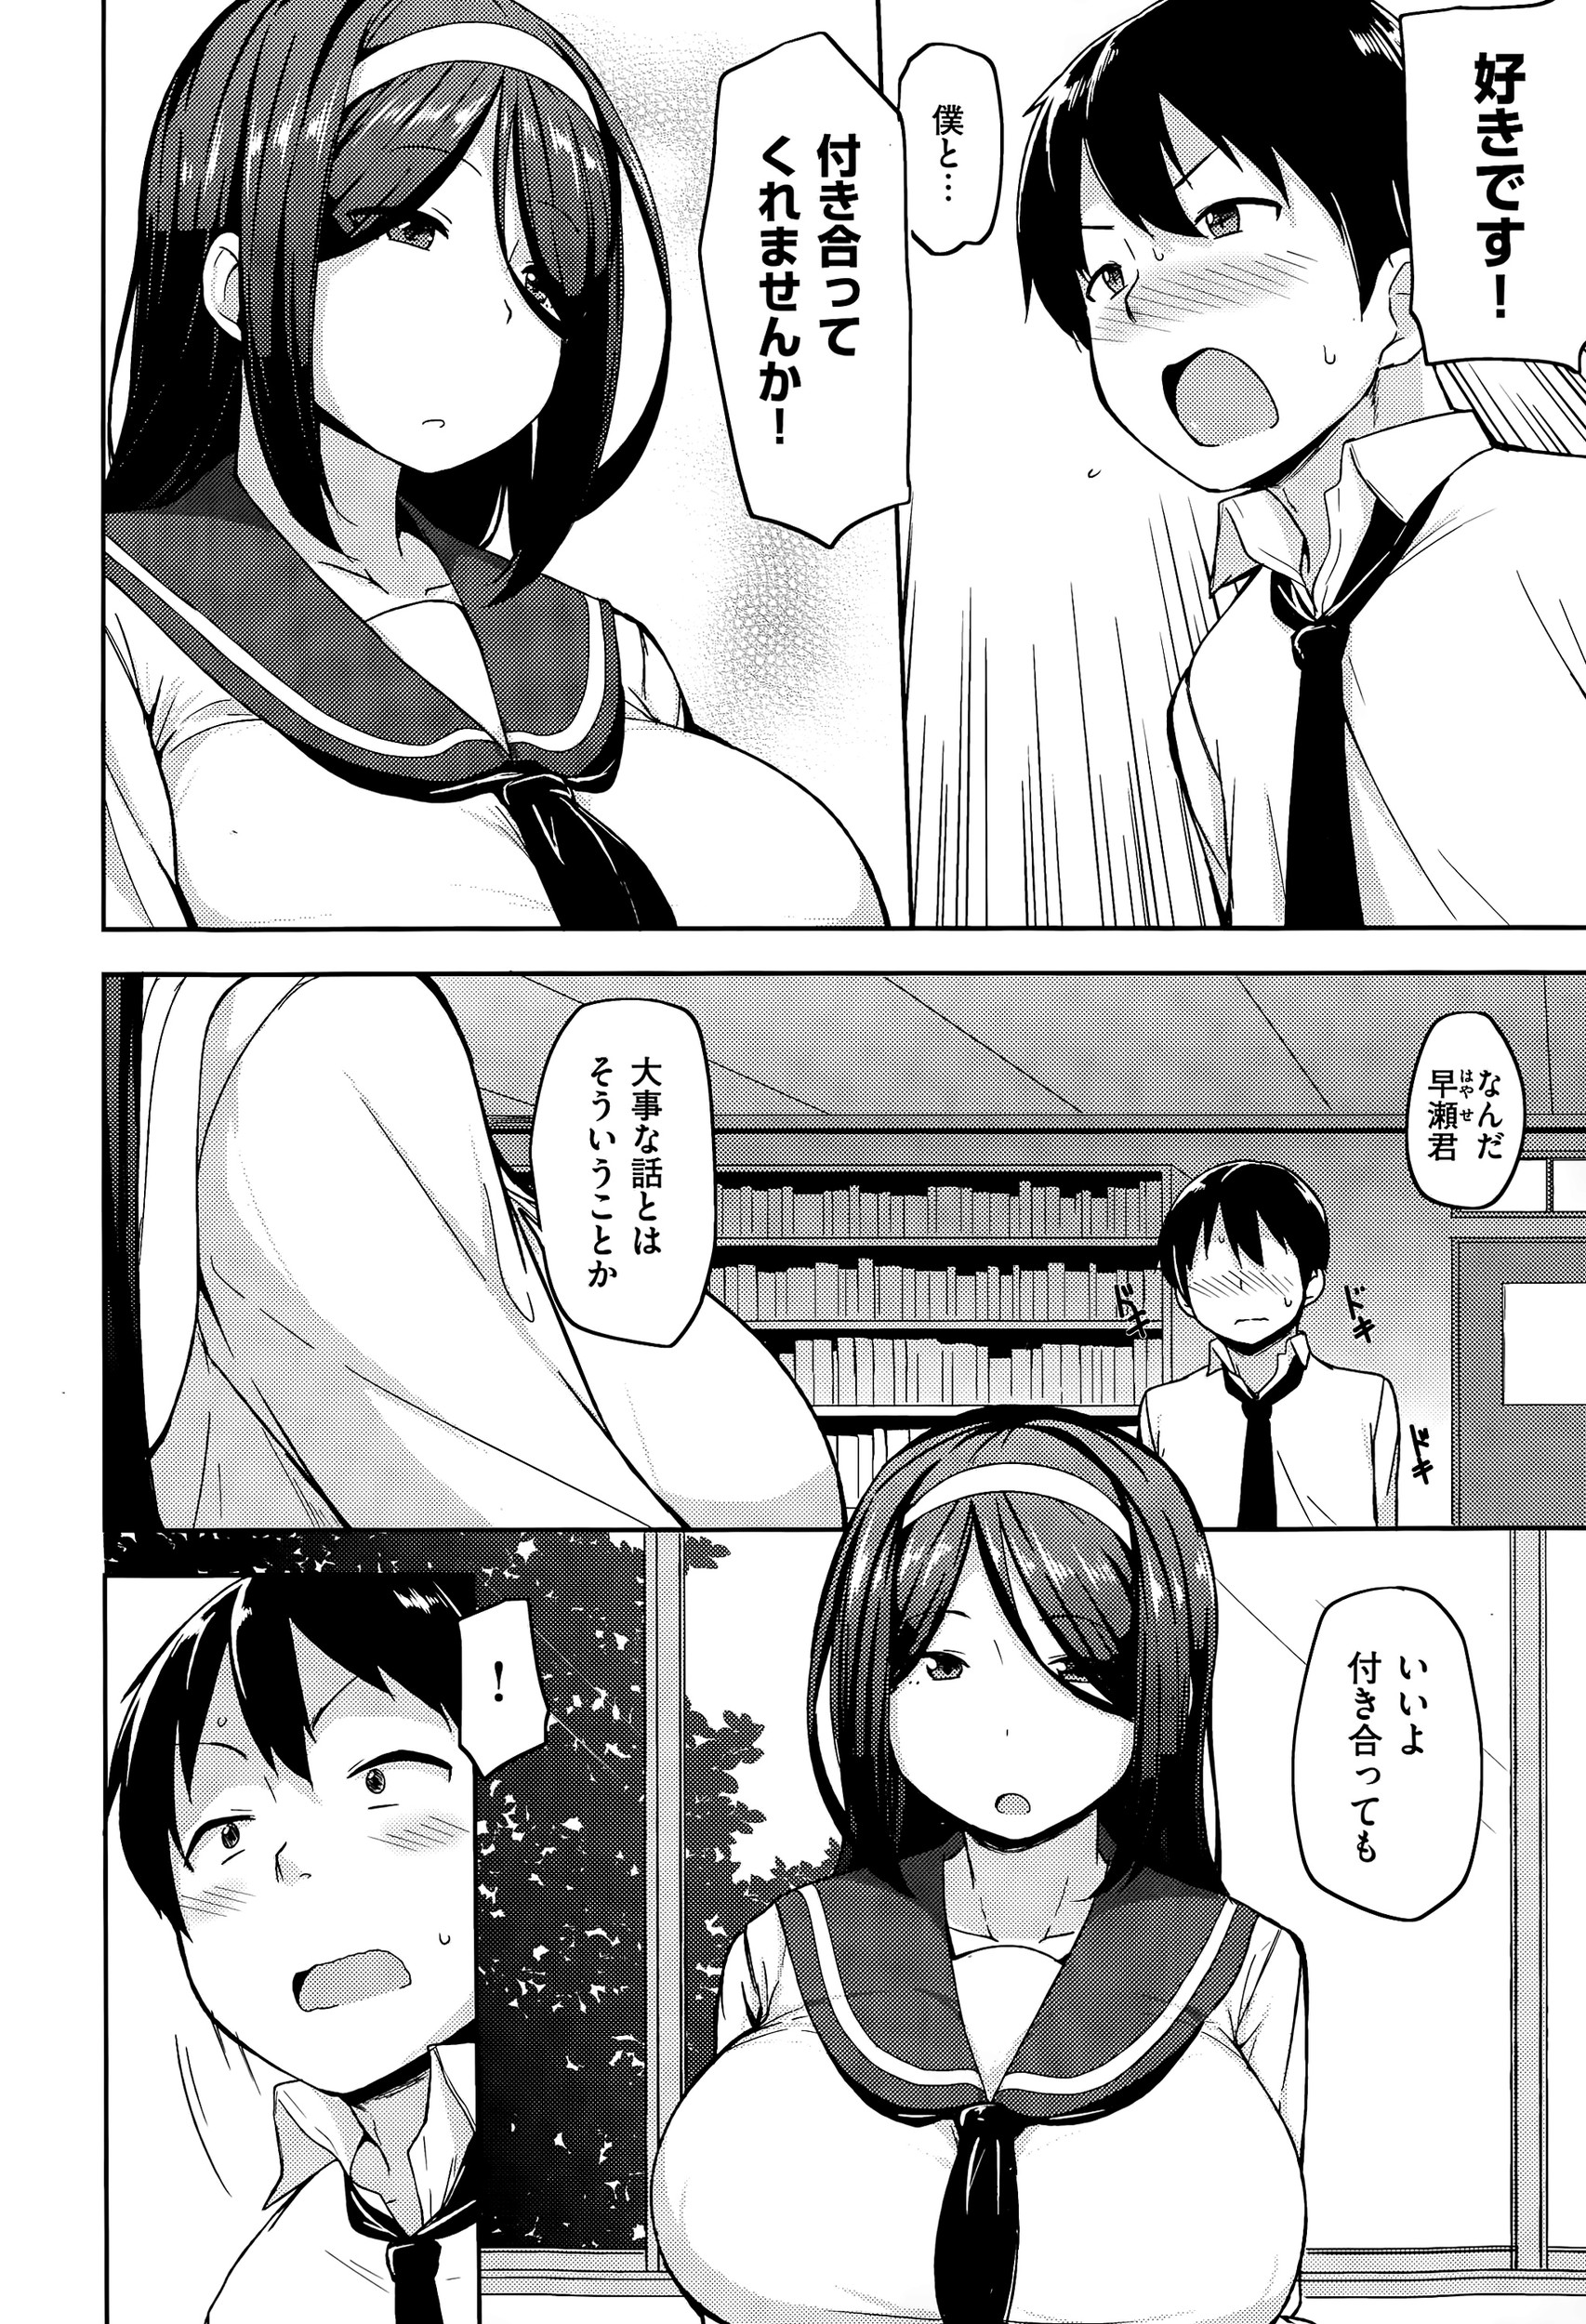 好きです!
僕と…
付き合って
くれませんか!
なんだ
早瀬君
はやせ
ドキ
ドキ
ドキ
大事な話とは
そういうことか
いいよ
付き合っても
!